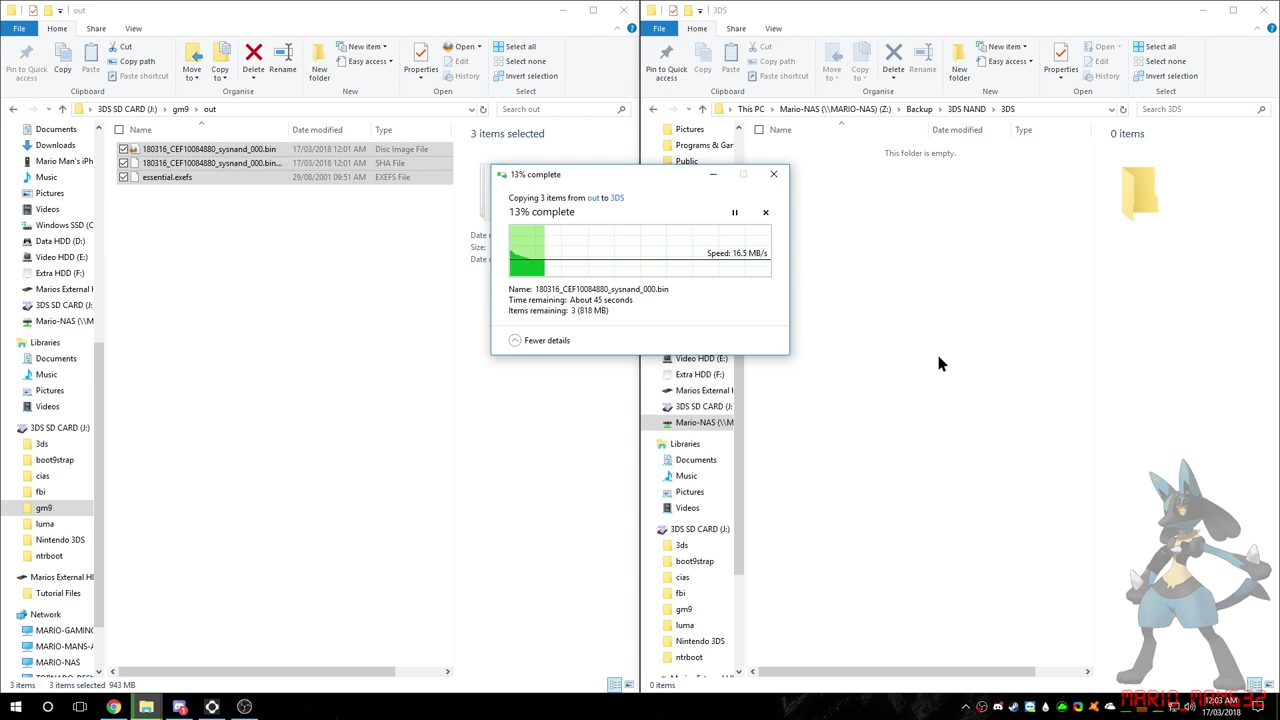 out
File Home Share View
Pin to Quick access
Copy
Paste
Cut
Copy path
Paste shortcut
Clipboard
Move to
Copy to
Delete
Rename
Organise
New folder
New item
Easy access
New
Properties
Open
Edit
History
Open
Select all
Select none
Invert selection
Select
3DS SD CARD (J:) gm9 out
Search out
Documents
Downloads
Mario Man's iPh
Music
Pictures
Videos
Windows SSD (
Data HDD (D:)
Video HDD (E:)
Extra HDD (F:)
Marios External H
3DS SD CARD (J:
Mario-NAS (\\M
Libraries
Documents
Music
Pictures
Videos
3DS SD CARD (J:)
3ds
boot9strap
cias
fbi
gm9
luma
Nintendo 3DS
ntrboot
Marios External HI
Tutorial Files
Network
MARIO-GAMING
MARIO-MANS-A
MARIO-NAS
Name Date modified Type
180316_CEF10084880_sysnand_000.bin 17/03/2018 12:01 AM Disc Image File
180316_CEF10084880_sysnand_000.bin... 17/03/2018 12:01 AM SHA File
essential.exefs 29/08/2001 09:51 AM EXEFS File
3 items selected
Date
Size:
Date
3 items 3 items selected 943 MB
3DS
File Home Share View
Pin to Quick access
Copy
Paste
Cut
Copy path
Paste shortcut
Clipboard
Move to
Copy to
Delete
Rename
Organise
New folder
New item
Easy access
New
Properties
Open
Edit
History
Open
Select all
Select none
Invert selection
Select
This PC Mario-NAS (\\MARIO-NAS) (Z:) Backup 3DS NAND 3DS
Search 3DS
Pictures
Programs & Gar
Public
Video HDD (E:)
Extra HDD (F:)
Marios External H
3DS SD CARD (J:
Mario-NAS (\\M
Libraries
Documents
Music
Pictures
Videos
3DS SD CARD (J:)
3ds
boot9strap
cias
fbi
gm9
luma
Nintendo 3DS
ntrboot
Name Date modified Type
This folder is empty.
0 items
0 items
13% complete
Copying 3 items from out to 3DS
13% complete
Speed: 16.5 MB/s
Name: 180316_CEF10084880_sysnand_000.bin
Time remaining: About 45 seconds
Items remaining: 3 (818 MB)
Fewer details
12:03 AM
17/03/2018